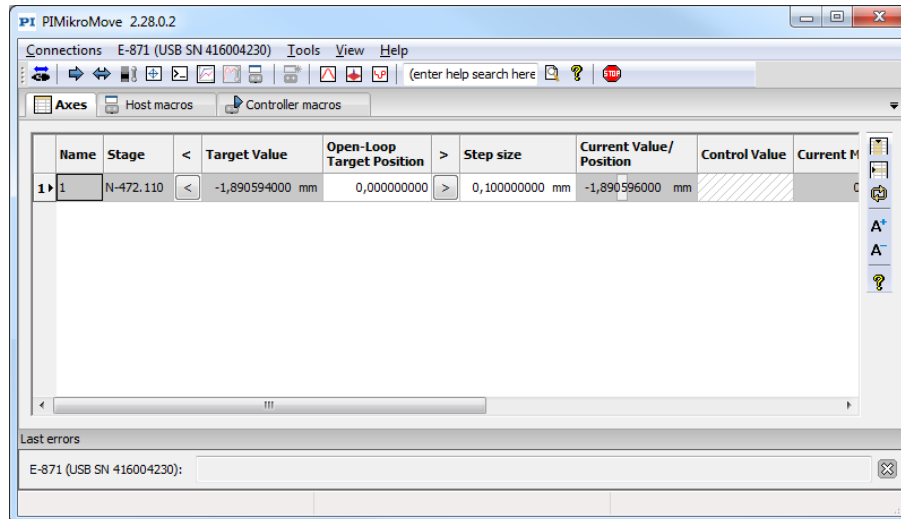 PI PIMikroMove 2.28.0.2
Connections E-871 (USB SN 416004230) Tools View Help
(enter help search here ? STOP
Axes Host macros Controller macros
Name Stage < Target Value Open-Loop Target Position > Step size Current Value/ Position Control Value Current M
1 1 N-472.110 < -1,890594000 mm 0,000000000 > 0,100000000 mm -1,890596000 mm 0
A+
A-
?
Last errors
E-871 (USB SN 416004230):